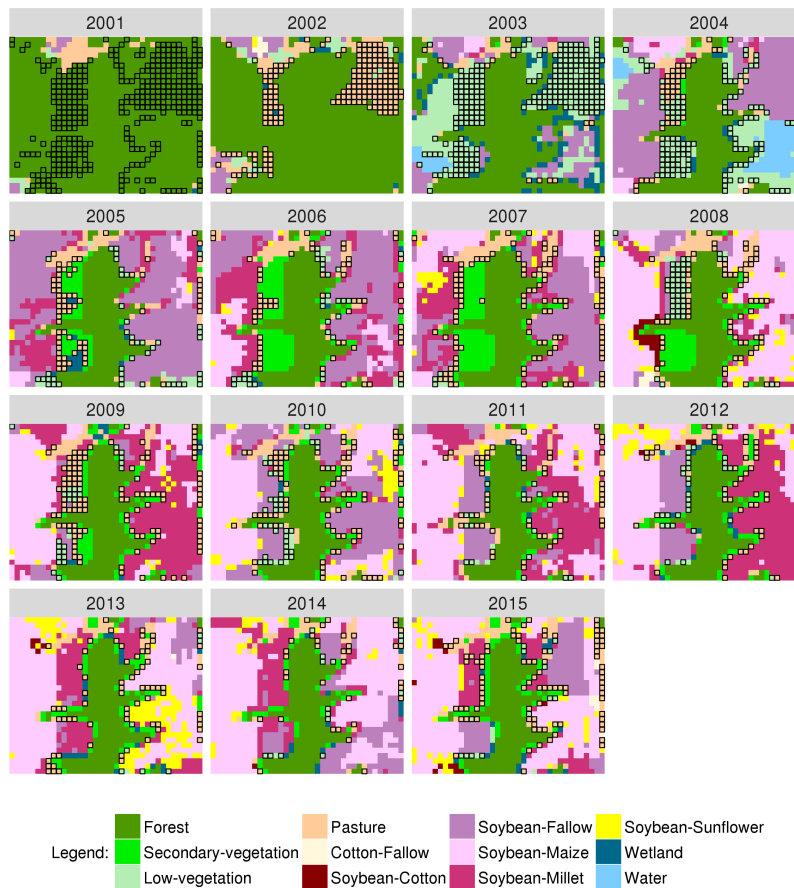 2001 2002 2003 2004
2005 2006 2007 2008
2009 2010 2011 2012
2013 2014 2015
Forest Pasture Soybean-Fallow Soybean-Sunflower
Legend: Secondary-vegetation Cotton-Fallow Soybean-Maize Wetland
Low-vegetation Soybean-Cotton Soybean-Millet Water